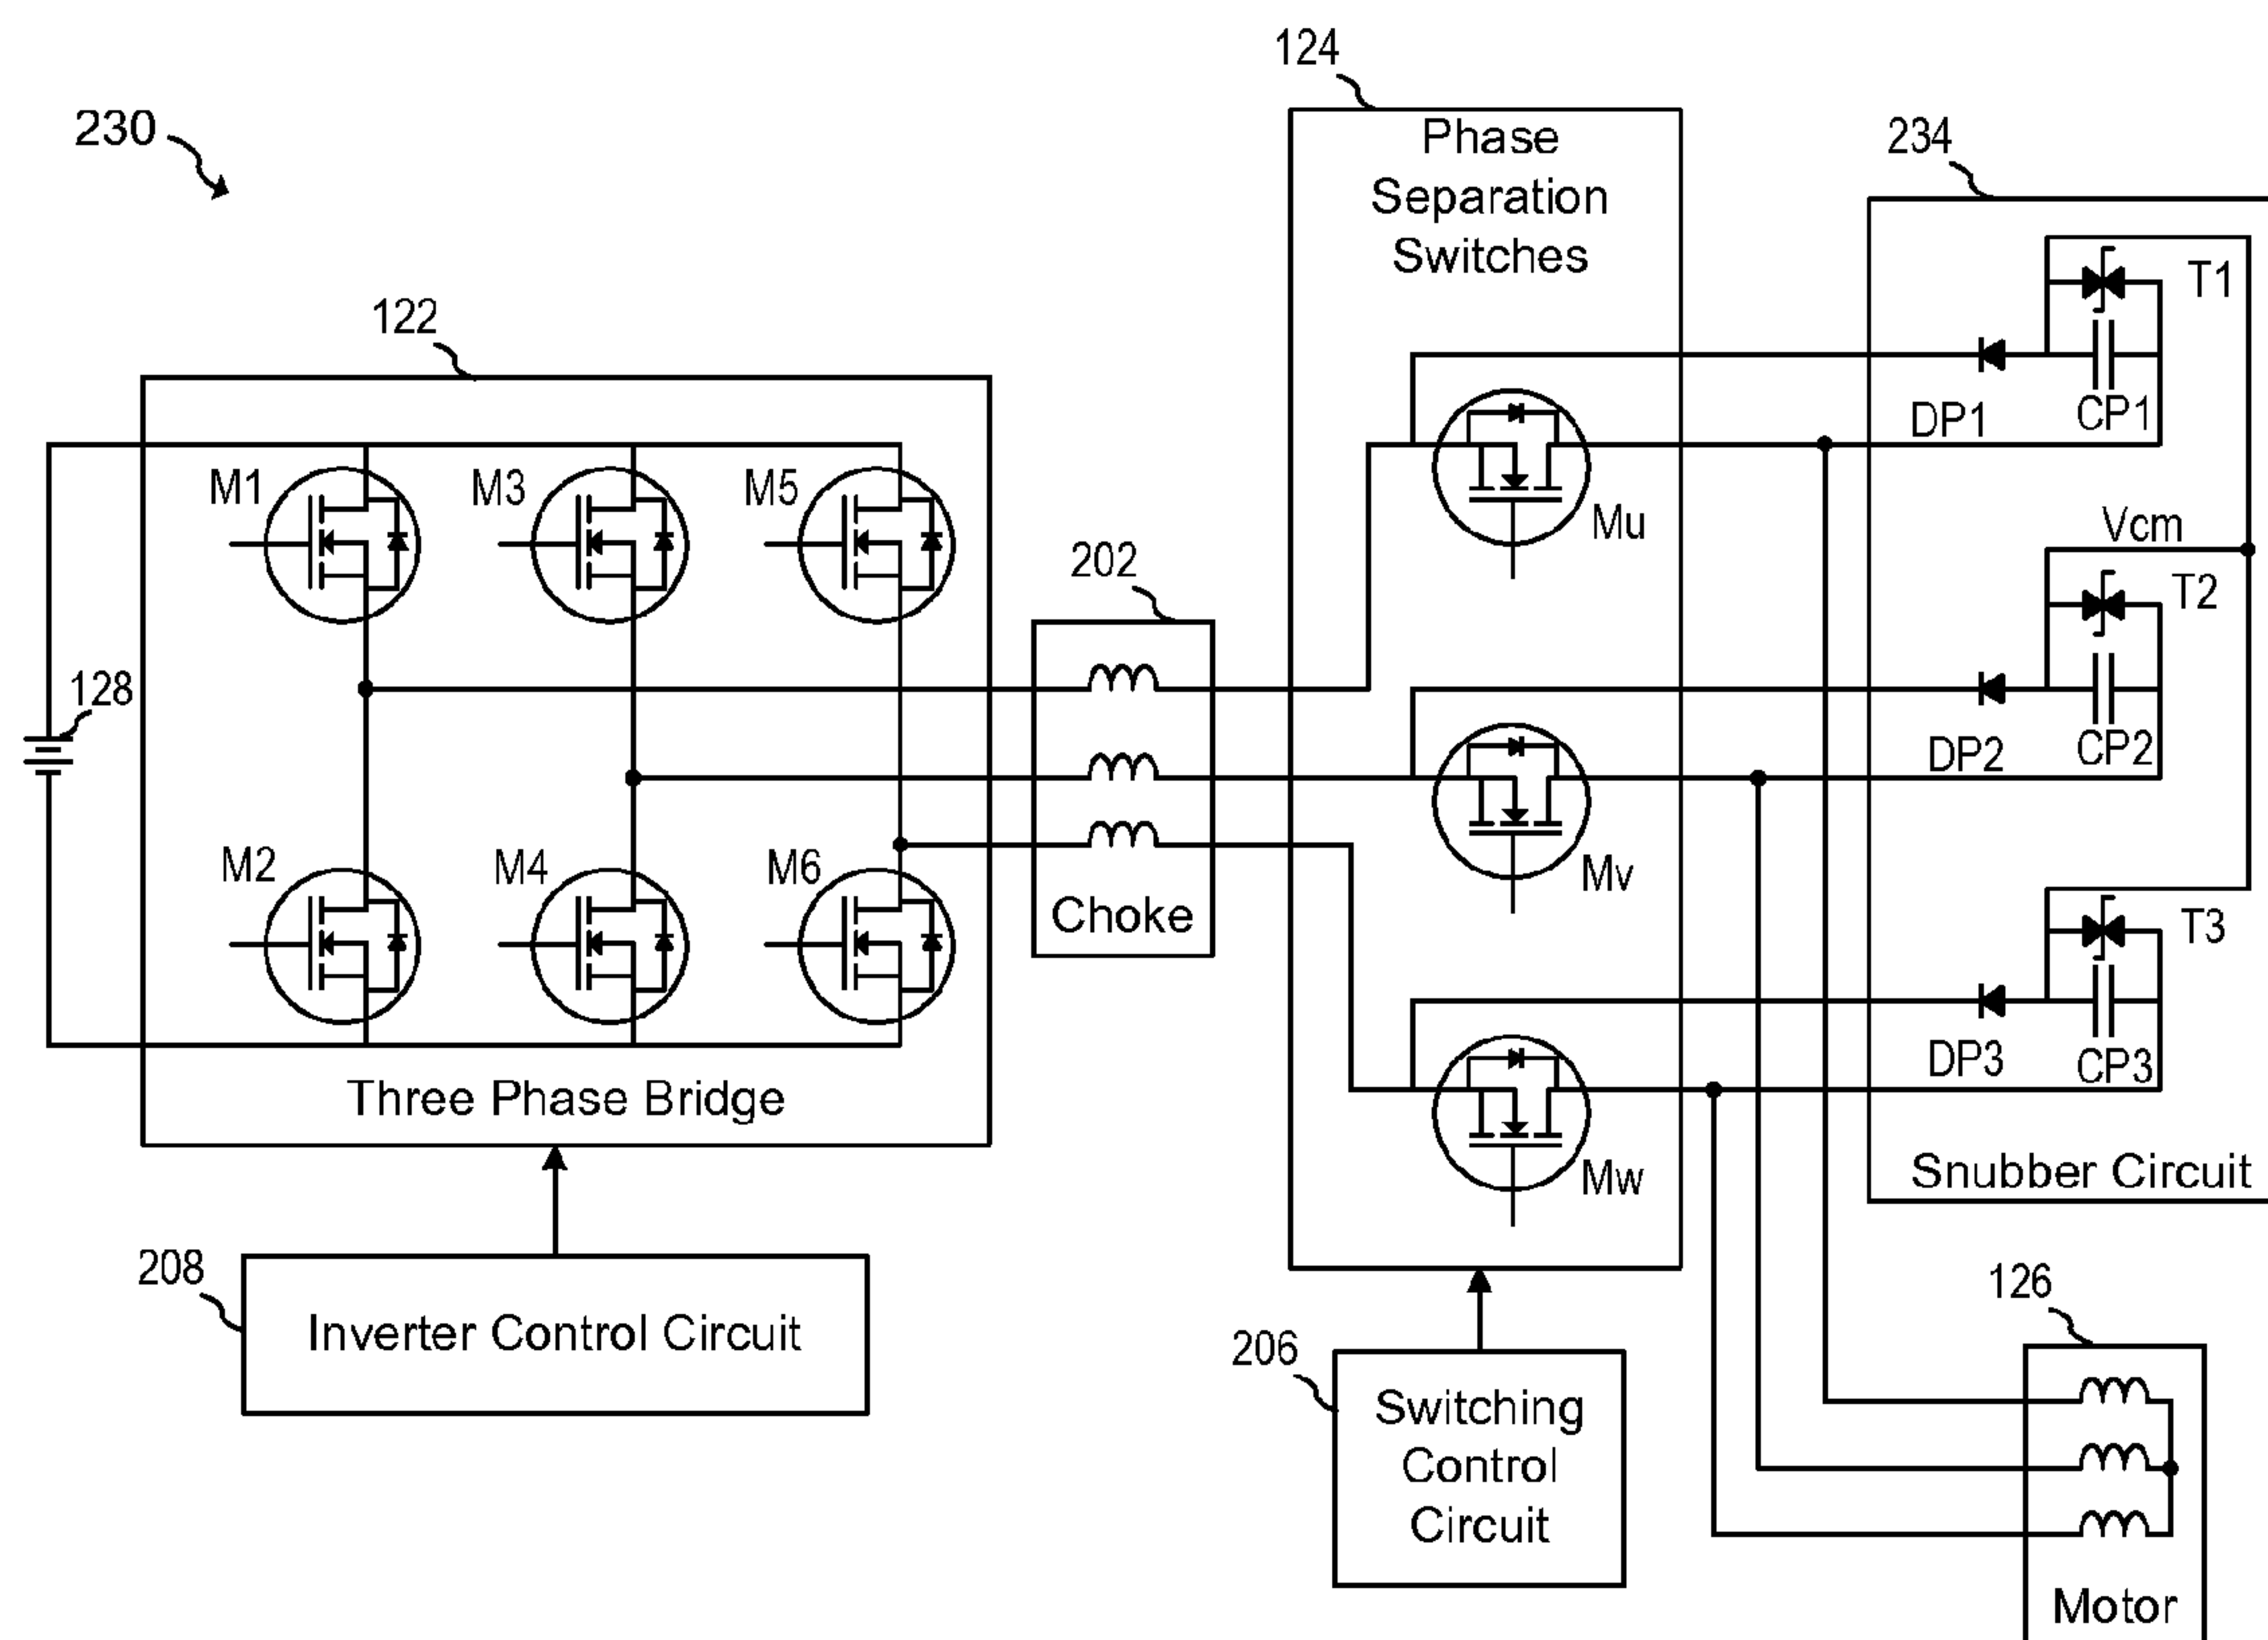 230
124
Phase
Separation
Switches
234
T1
DP1
CP1
122
M1
M3
M5
Mu
Vcm
T2
202
128
DP2
CP2
M2
M4
M6
Mv
Choke
T3
DP3
CP3
Three Phase Bridge
Mw
Snubber Circuit
208
Inverter Control Circuit
206
Switching
Control
Circuit
126
Motor